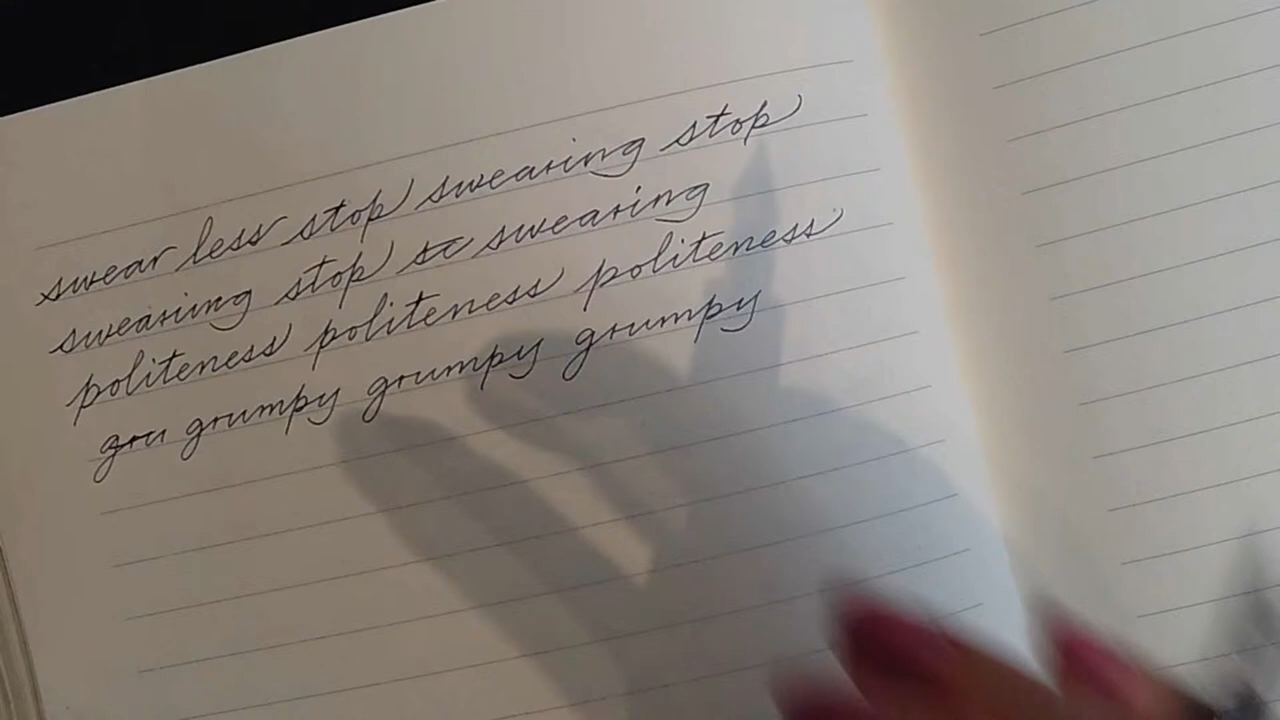 swear less stop swearing stop
swearing stop sc swearing
politeness politeness politeness
gru grumpy grumpy grumpy